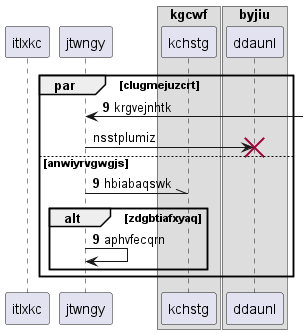 kgcwf byjiu
itlxkc jtwngy kchstg ddaunl
par clugmejuzcrt
9 krgvejnhtk
nsstplumiz
anwiyrvgwgjs
9 hbiabaqswk
alt zdgbtiafxyaq
9 aphvfecqrn
itlxkc jtwngy kchstg ddaunl